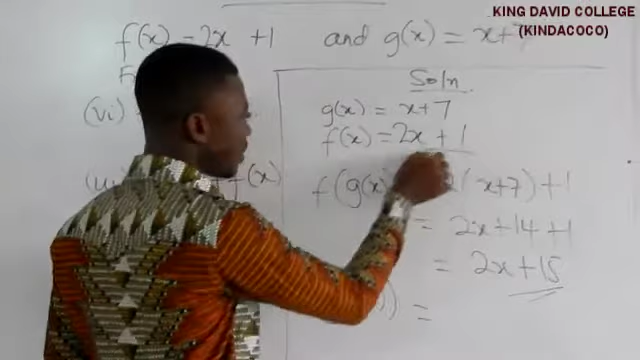 KING DAVID COLLEGE
(KINDACOCO)
f(x) = 2x + 1 and g(x) = x+7
Soln
(vi)
g(x) = x+7
f(x) = 2x + 1
f(x)
f(g(x) (x+7) + 1
= 2x+14+1
= 2x+15
) =